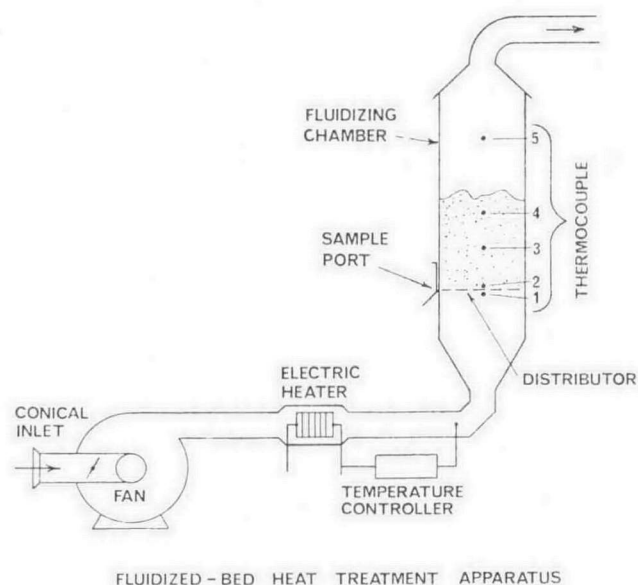 FLUIDIZING
CHAMBER
5
4
3
2
1
THERMOCOUPLE
SAMPLE
PORT
DISTRIBUTOR
ELECTRIC
HEATER
CONICAL
INLET
FAN
TEMPERATURE
CONTROLLER
FLUIDIZED-BED HEAT TREATMENT APPARATUS